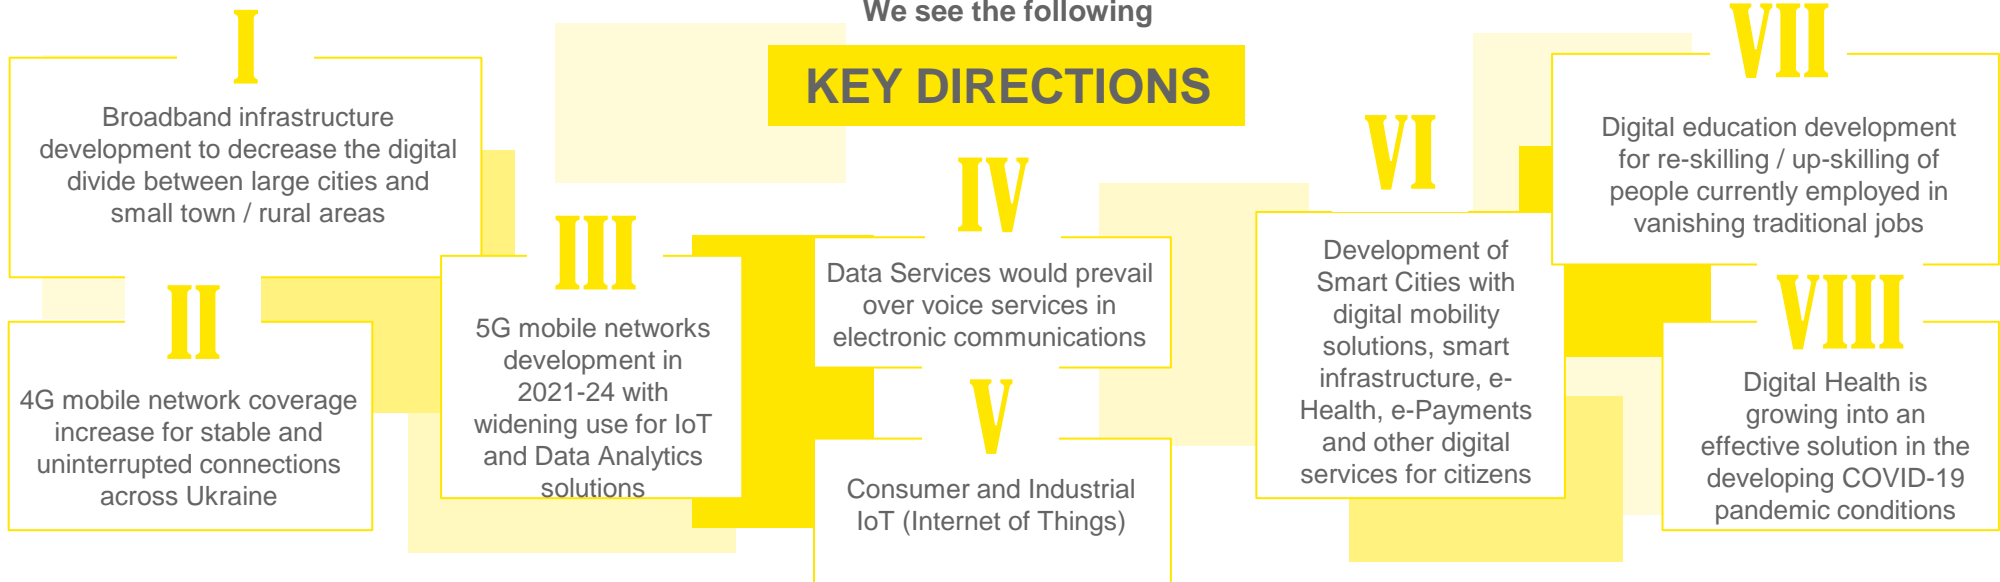 We see the following
KEY DIRECTIONS
I
Broadband infrastructure
development to decrease the digital
divide between large cities and
small town / rural areas
II
4G mobile network coverage
increase for stable and
uninterrupted connections
across Ukraine
III
5G mobile networks
development in
2021-24 with
widening use for IoT
and Data Analytics
solutions
IV
Data Services would prevail
over voice services in
electronic communications
V
Consumer and Industrial
IoT (Internet of Things)
VI
Development of
Smart Cities with
digital mobility
solutions, smart
infrastructure, e-
Health, e-Payments
and other digital
services for citizens
VII
Digital education development
for re-skilling / up-skilling of
people currently employed in
vanishing traditional jobs
VIII
Digital Health is
growing into an
effective solution in the
developing COVID-19
pandemic conditions